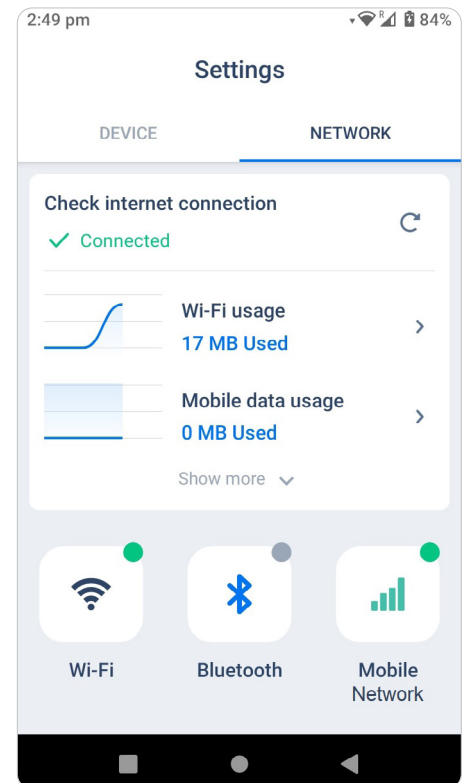 2:49 pm
R
84%
Settings
DEVICE
NETWORK
Check internet connection
Connected
Wi-Fi usage
17 MB Used
Mobile data usage
0 MB Used
Show more
Wi-Fi
Bluetooth
Mobile
Network